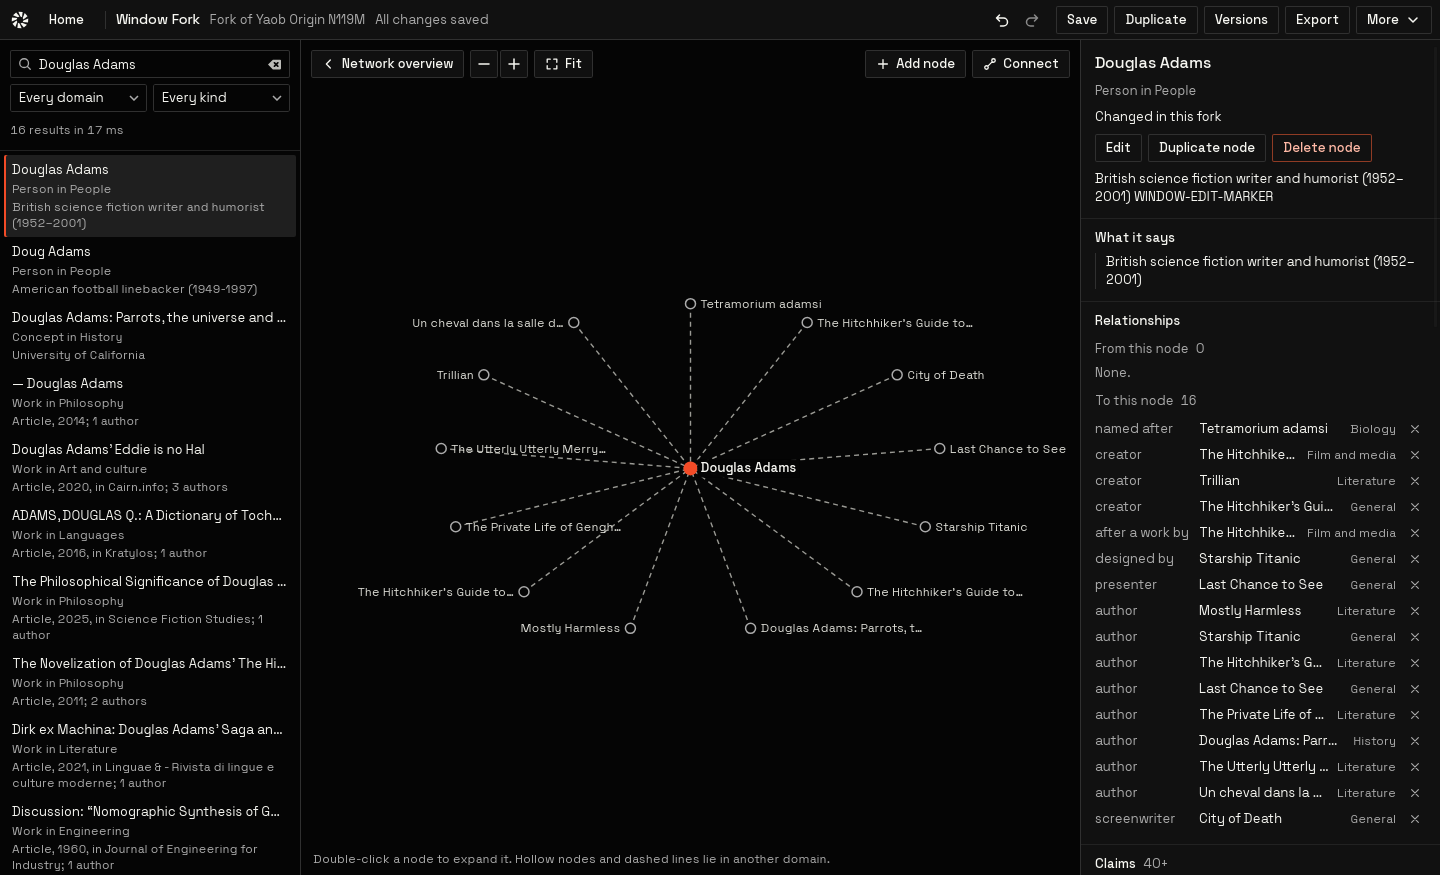 Home
Window Fork
Fork of Yaob Origin N119M
All changes saved
Save
Duplicate
Versions
Export
More
Douglas Adams
Every domain
Every kind
16 results in 17 ms
Douglas Adams
Person in People
British science fiction writer and humorist
(1952–2001)
Doug Adams
Person in People
American football linebacker (1949-1997)
Douglas Adams: Parrots, the universe and ...
Concept in History
University of California
— Douglas Adams
Work in Philosophy
Article, 2014; 1 author
Douglas Adams' Eddie is no Hal
Work in Art and culture
Article, 2020, in Cairn.info; 3 authors
ADAMS, DOUGLAS Q.: A Dictionary of Toch...
Work in Languages
Article, 2016, in Kratylos; 1 author
The Philosophical Significance of Douglas ...
Work in Philosophy
Article, 2025, in Science Fiction Studies; 1
author
The Novelization of Douglas Adams' The Hi...
Work in Philosophy
Article, 2011; 2 authors
Dirk ex Machina: Douglas Adams' Saga an...
Work in Literature
Article, 2021, in Linguae & - Rivista di lingue e
culture moderne; 1 author
Discussion: “Nomographic Synthesis of G...
Work in Engineering
Article, 1960, in Journal of Engineering for
Industry; 1 author
Network overview
Fit
Add node
Connect
Tetramorium adamsi
Un cheval dans la salle d...
The Hitchhiker's Guide to...
Trillian
City of Death
The Utterly Utterly Merry...
Last Chance to See
Douglas Adams
The Private Life of Gengh...
Starship Titanic
The Hitchhiker's Guide to...
The Hitchhiker's Guide to...
Mostly Harmless
Douglas Adams: Parrots, t...
Double-click a node to expand it. Hollow nodes and dashed lines lie in another domain.
Douglas Adams
Person in People
Changed in this fork
Edit
Duplicate node
Delete node
British science fiction writer and humorist (1952–
2001) WINDOW-EDIT-MARKER
What it says
British science fiction writer and humorist (1952–
2001)
Relationships
From this node 0
None.
To this node 16
named after Tetramorium adamsi Biology
creator The Hitchhike... Film and media
creator Trillian Literature
creator The Hitchhiker's Gui... General
after a work by The Hitchhike... Film and media
designed by Starship Titanic General
presenter Last Chance to See General
author Mostly Harmless Literature
author Starship Titanic General
author The Hitchhiker's G... Literature
author Last Chance to See General
author The Private Life of ... Literature
author Douglas Adams: Parr... History
author The Utterly Utterly ... Literature
author Un cheval dans la ... Literature
screenwriter City of Death General
Claims 40+